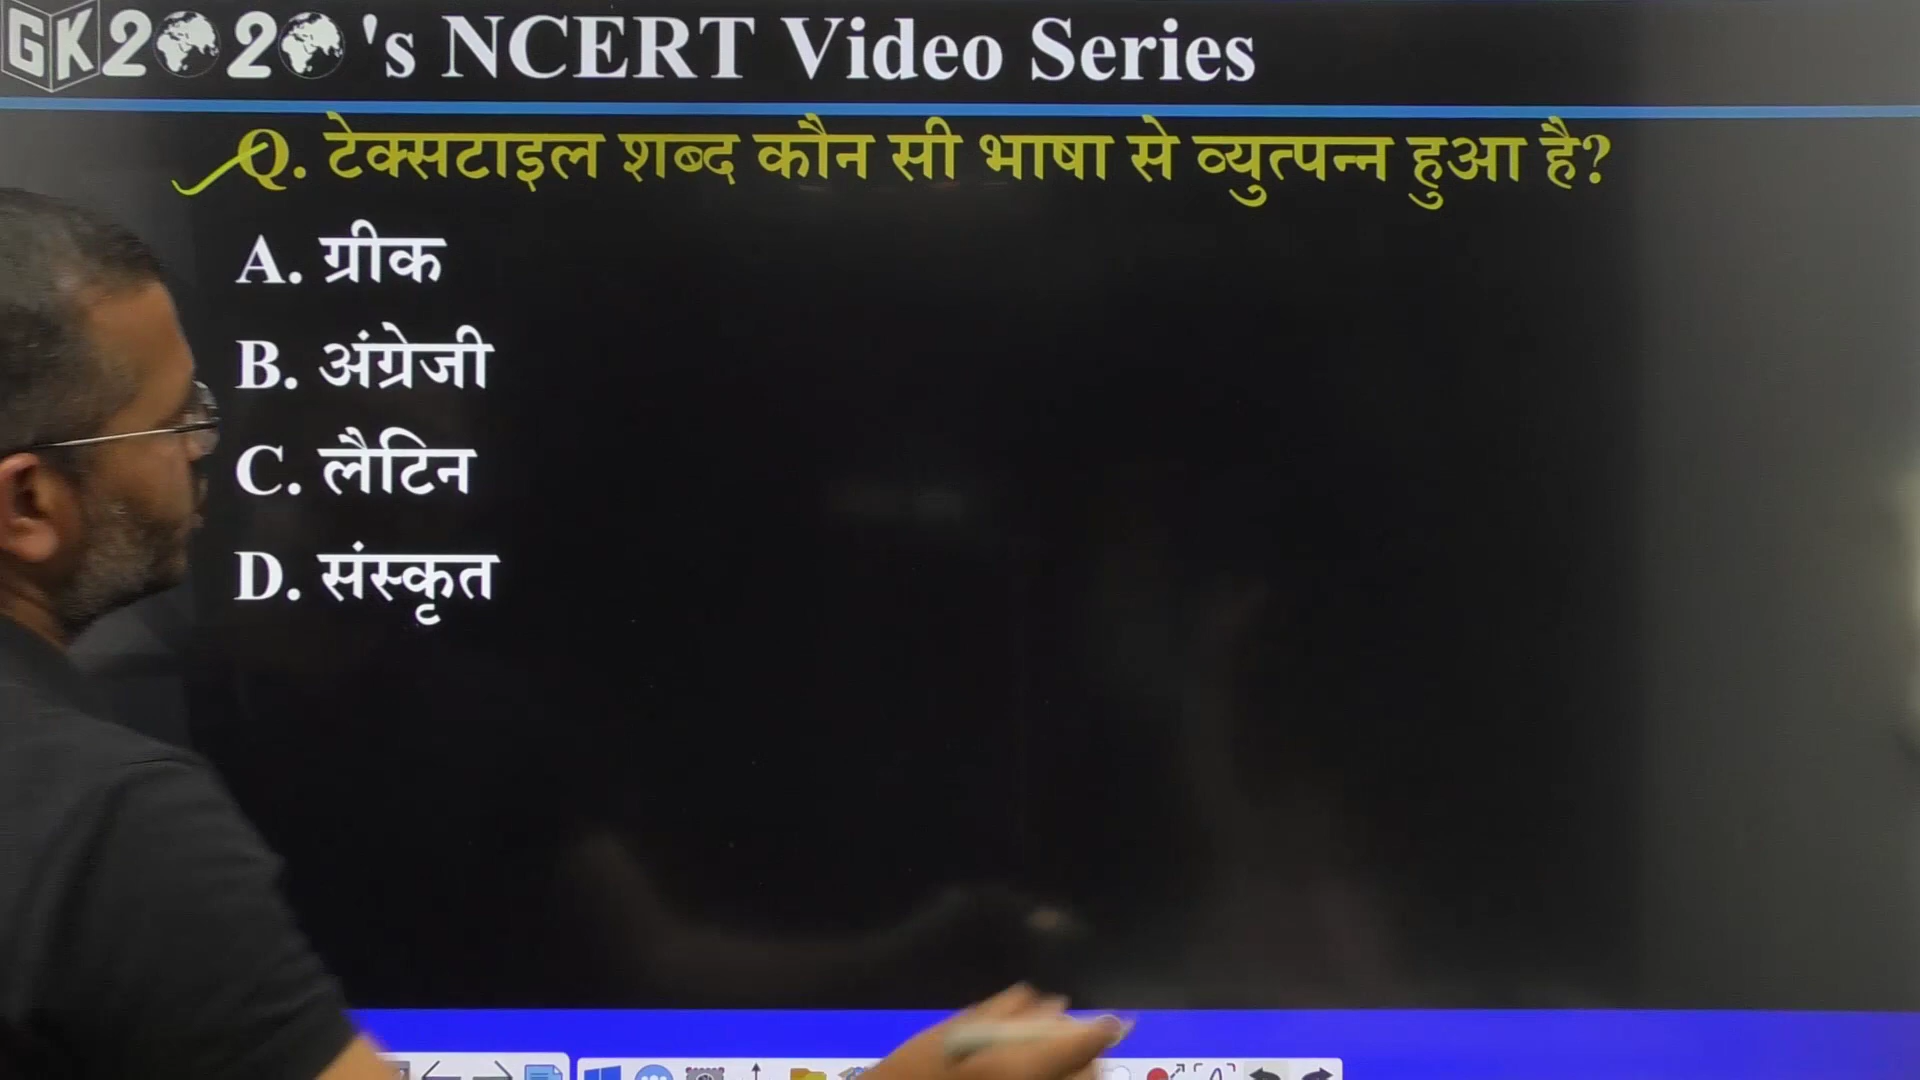 GK2020's NCERT Video Series
Q. टेक्सटाइल शब्द कौन सी भाषा से व्युत्पन्न हुआ है?
A. ग्रीक
B. अंग्रेजी
C. लैटिन
D. संस्कृत